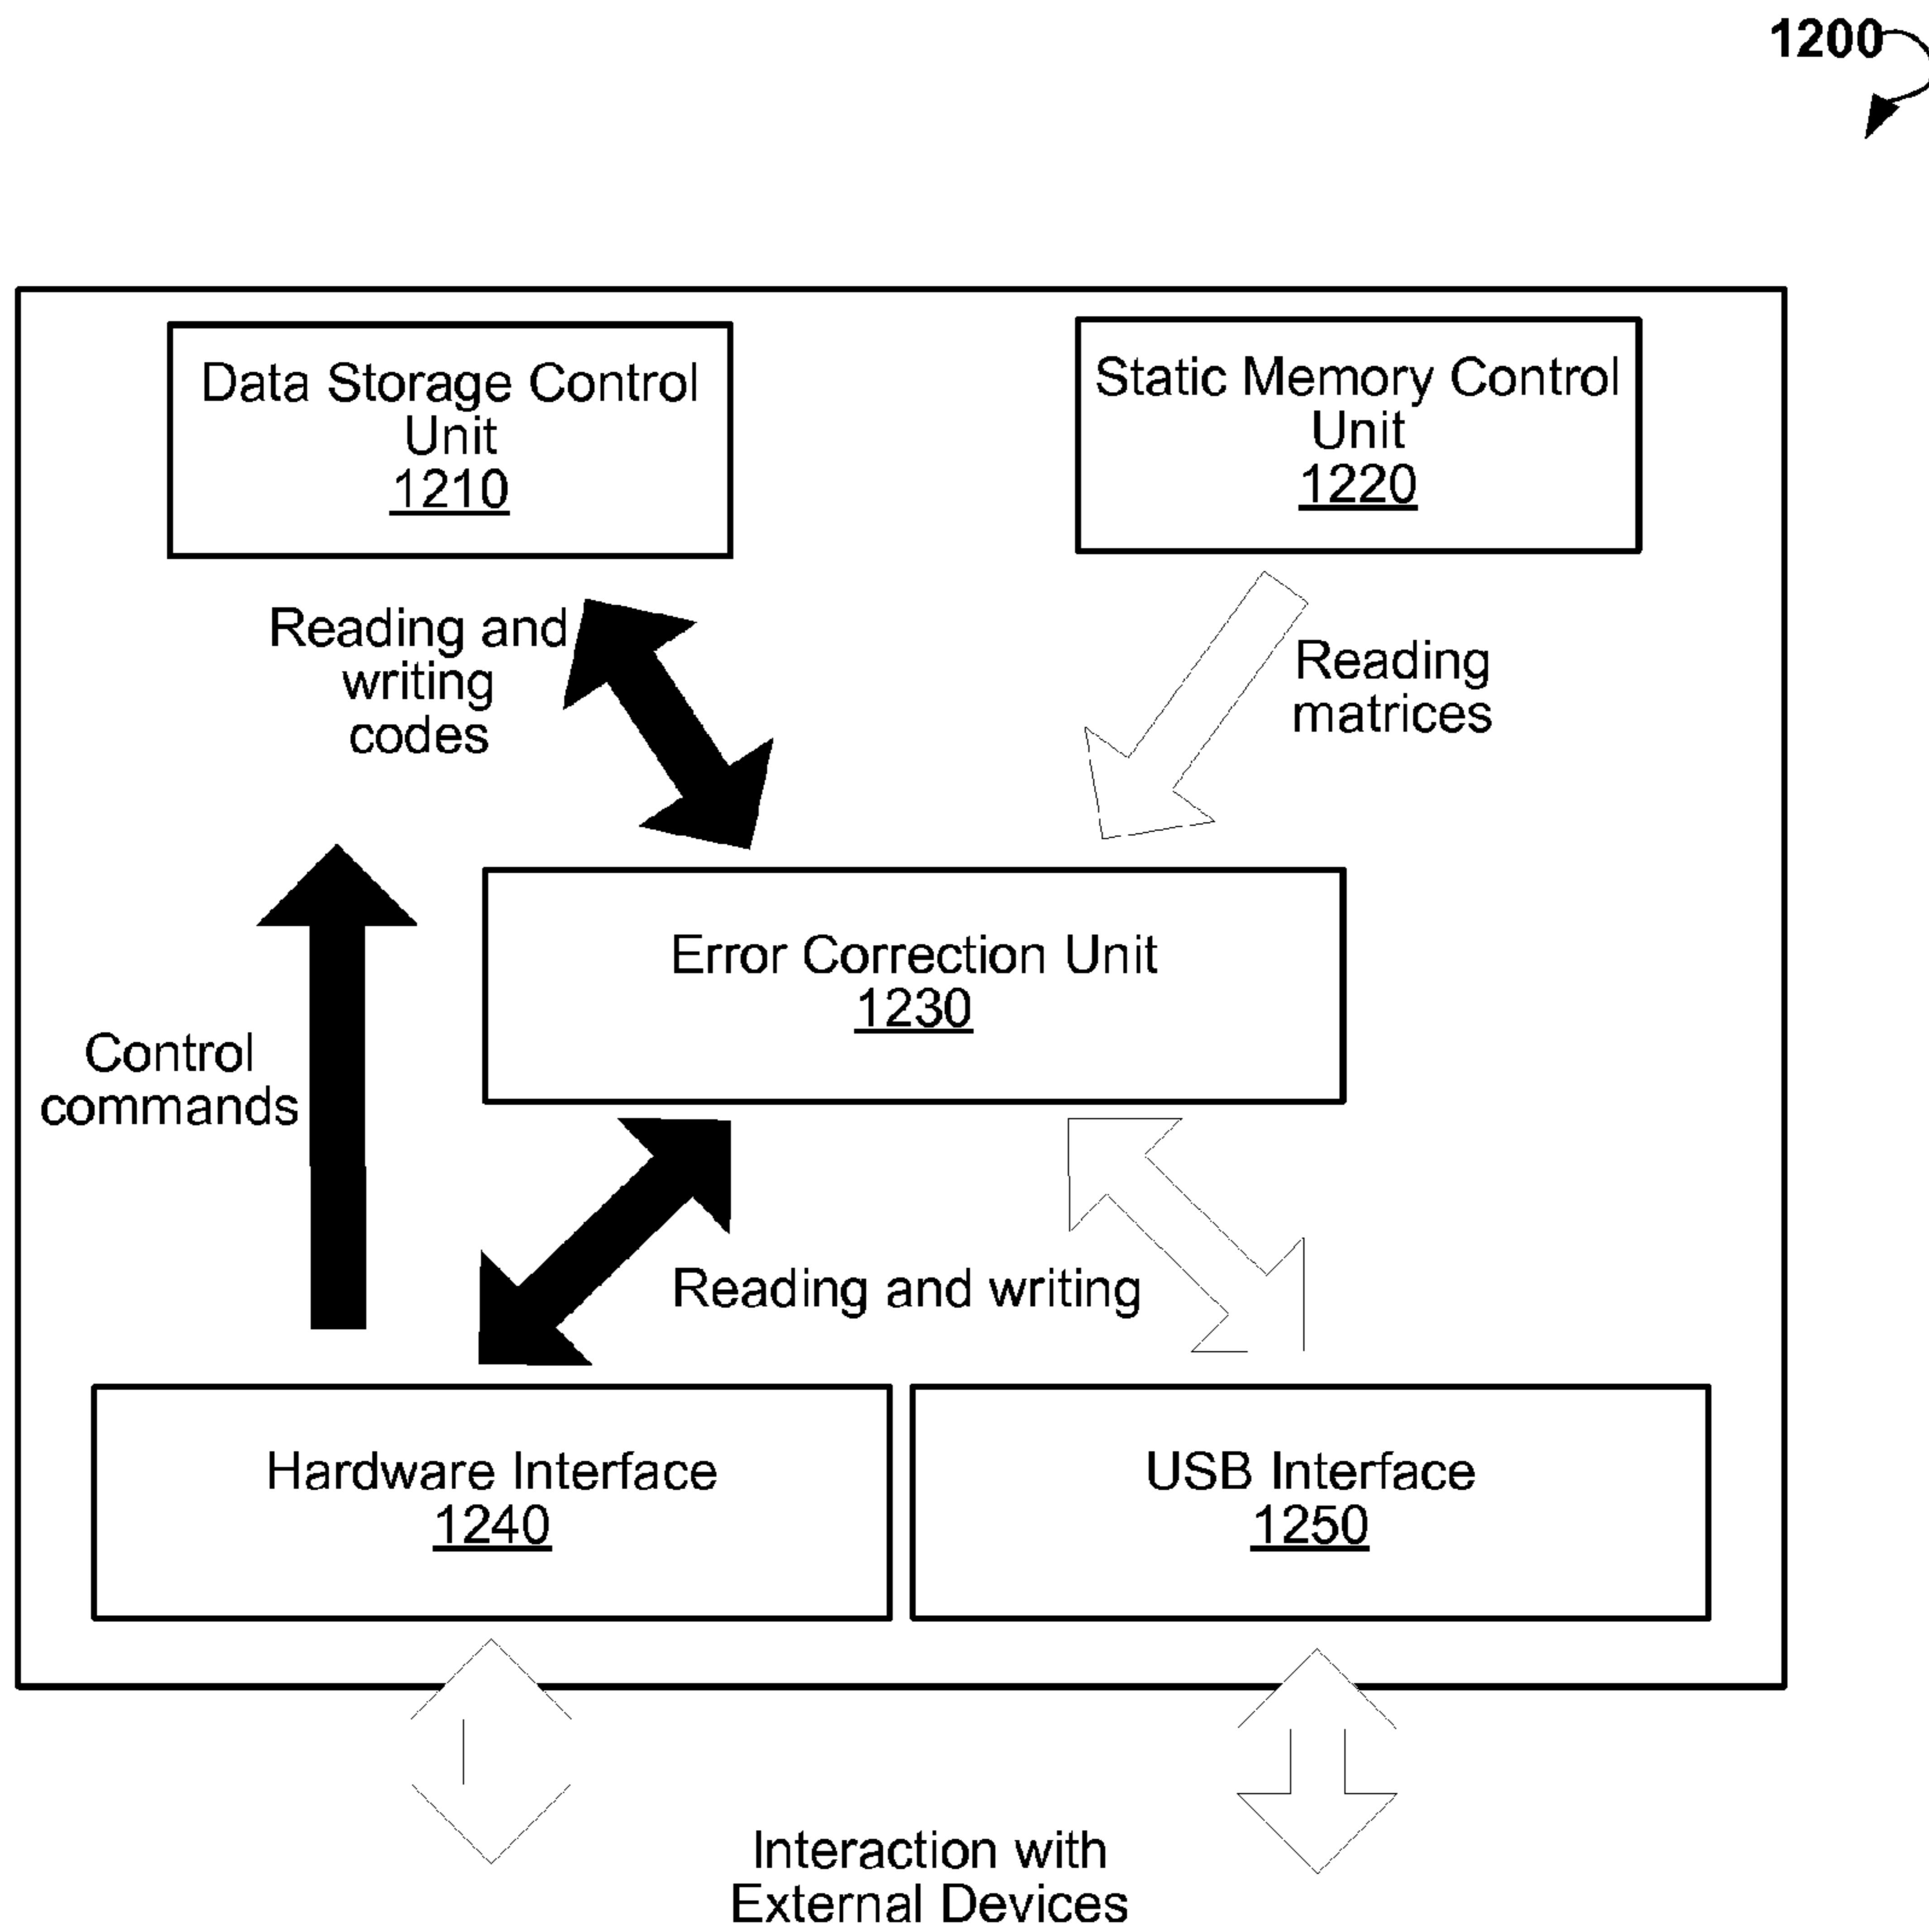 1200
Data Storage Control
Unit
1210
Static Memory Control
Unit
1220
Reading and
writing
codes
Reading
matrices
Error Correction Unit
1230
Control
commands
Reading and writing
Hardware Interface
1240
USB Interface
1250
Interaction with
External Devices